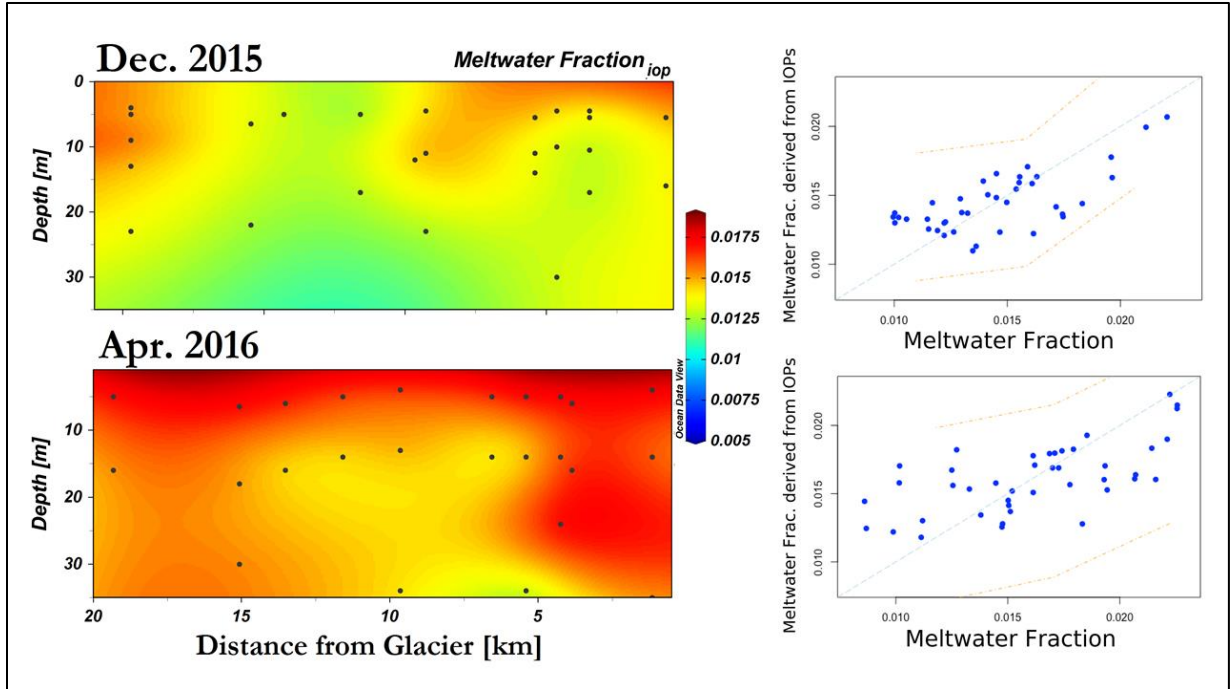 Dec. 2015
Meltwater Fraction iop
0
10
20
30
Depth [m]
Apr. 2016
10
20
30
Depth [m]
20
15
10
5
Distance from Glacier [km]
0.0175
0.015
0.0125
0.01
0.0075
0.005
Ocean Data View
Meltwater Frac. derived from IOPs
0.020
0.015
0.010
0.010
0.015
0.020
Meltwater Fraction
Meltwater Frac. derived from IOPs
0.020
0.015
0.010
0.010
0.015
0.020
Meltwater Fraction